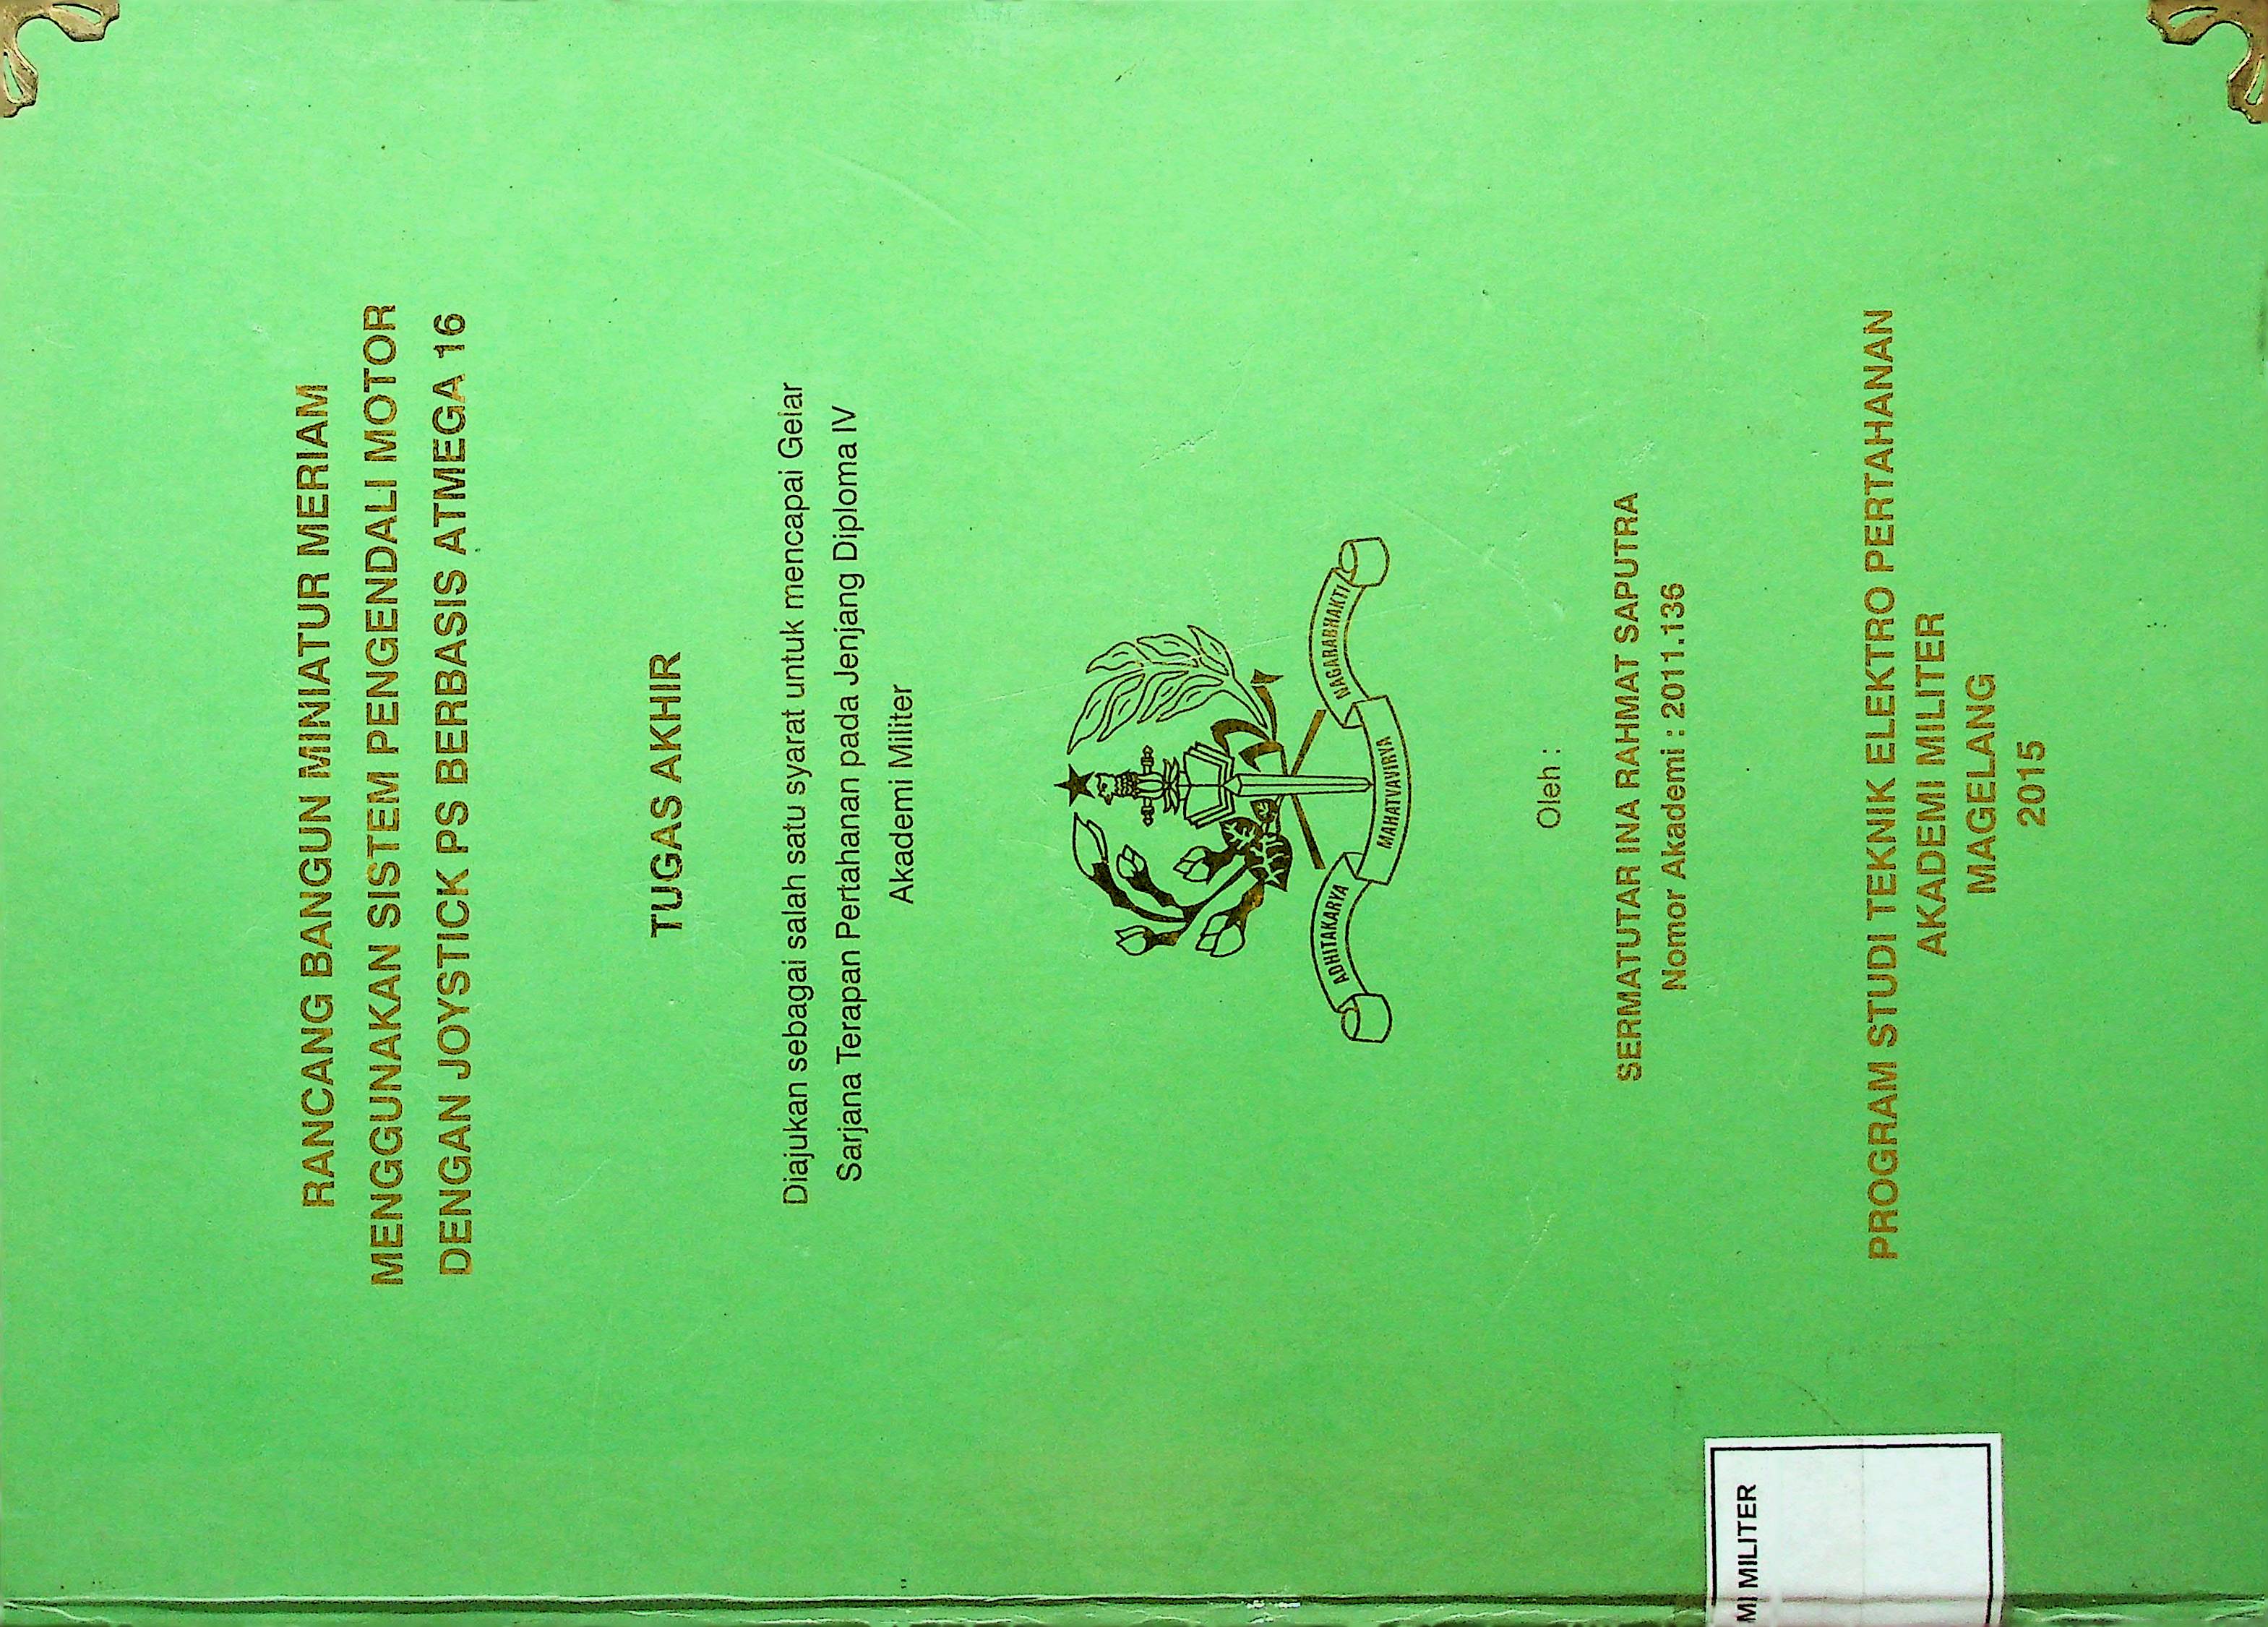 RANCANG BANGUN MINIATUR MERIAM
MENGGUNAKAN SISTEM PENGENDALI MOTOR
DENGAN JOYSTICK PS BERBASIS ATMEGA 16
TUGAS AKHIR
Diajukan sebagai salah satu syarat untuk mencapai Gelar
Sarjana Terapan Pertahanan pada Jenjang Diploma IV
Akademi Militer
ADHITAKARYA MAHATVAVIRYA NAGARABHAKTI
Oleh :
SERMATUTAR INA RAHMAT SAPUTRA
Nomor Akademi : 2011.136
PROGRAM STUDI TEKNIK ELEKTRO PERTAHANAN
AKADEMI MILITER
MAGELANG
2015
MI MILITER